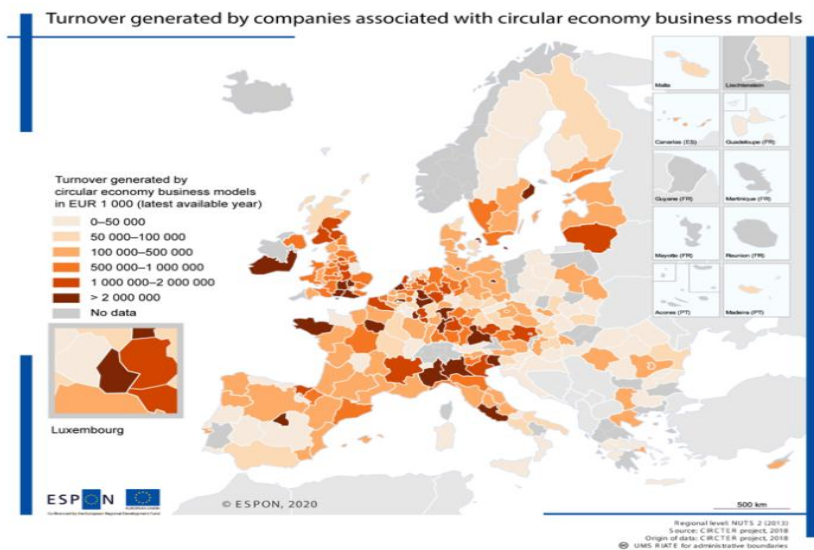 Turnover generated by companies associated with circular economy business models
Malta
Liechtenstein
Canarias (ES)
Guadeloupe (FR)
Guyane (FR)
Martinique (FR)
Mayotte (FR)
Reunion (FR)
Acores (PT)
Madeira (PT)
Turnover generated by
circular economy business models
in EUR 1 000 (latest available year)
0–50 000
50 000–100 000
100 000–500 000
500 000–1 000 000
1 000 000–2 000 000
> 2 000 000
No data
Luxembourg
ESPON
© ESPON, 2020
500 km
Regional level: NUTS 2 (2013)
Source: CIRCTER project, 2018
Origin of data: CIRCTER project, 2018
© UMS RIATE for administrative boundaries